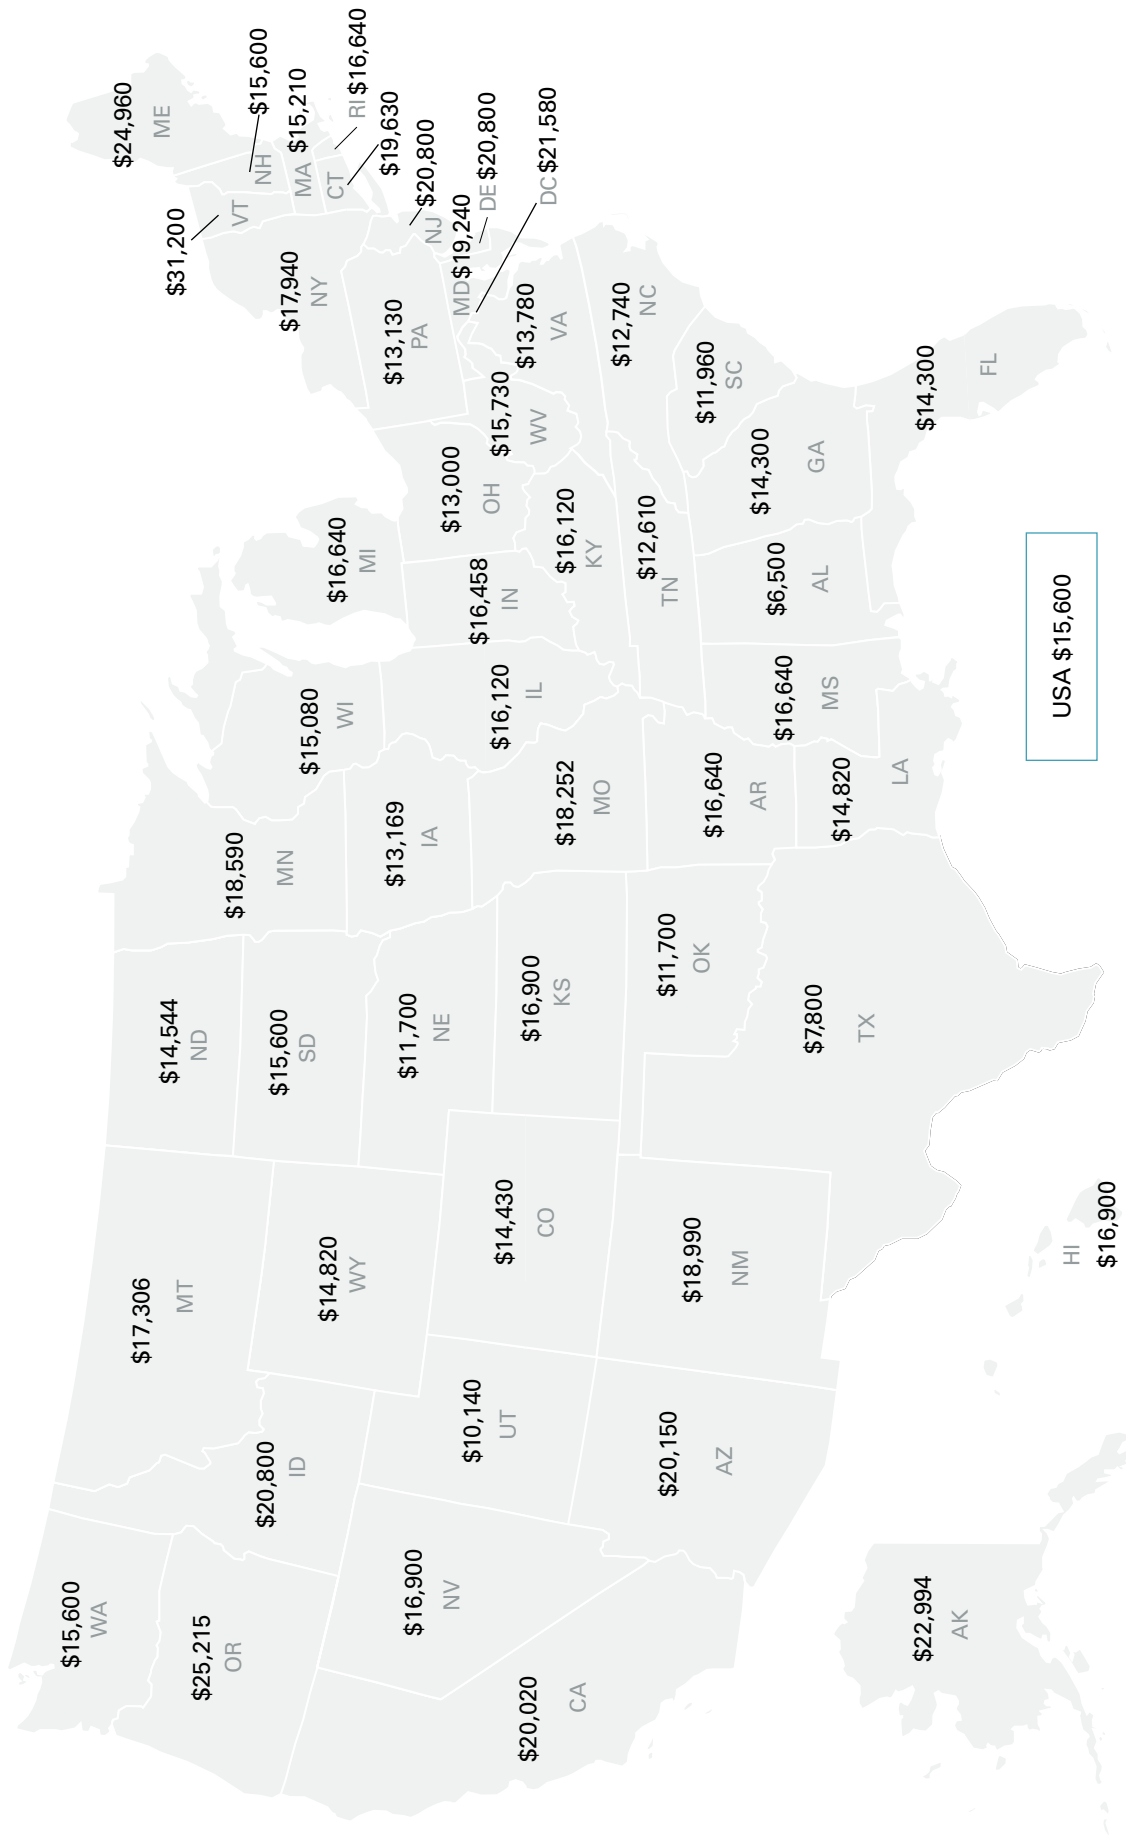 $15,600
WA
$25,215
OR
$20,020
CA
$16,900
NV
$20,800
ID
$17,306
MT
$14,820
WY
$10,140
UT
$20,150
AZ
$14,430
CO
$18,990
NM
$14,544
ND
$15,600
SD
$11,700
NE
$16,900
KS
$11,700
OK
$7,800
TX
$18,590
MN
$13,169
IA
$18,252
MO
$16,640
AR
$14,820
LA
$15,080
WI
$16,120
IL
$16,640
MS
$16,640
MI
$16,458
IN
$16,120
KY
$12,610
TN
$6,500
AL
$13,000
OH
$15,730
WV
$14,300
GA
$14,300
FL
$11,960
SC
$12,740
NC
$13,780
VA
$13,130
PA
$17,940
NY
$31,200
VT
$24,960
ME
NH
$15,600
MA
$15,210
RI $16,640
CT
$19,630
NJ
$20,800
DE $20,800
MD $19,240
DC $21,580
$22,994
AK
HI
$16,900
USA $15,600